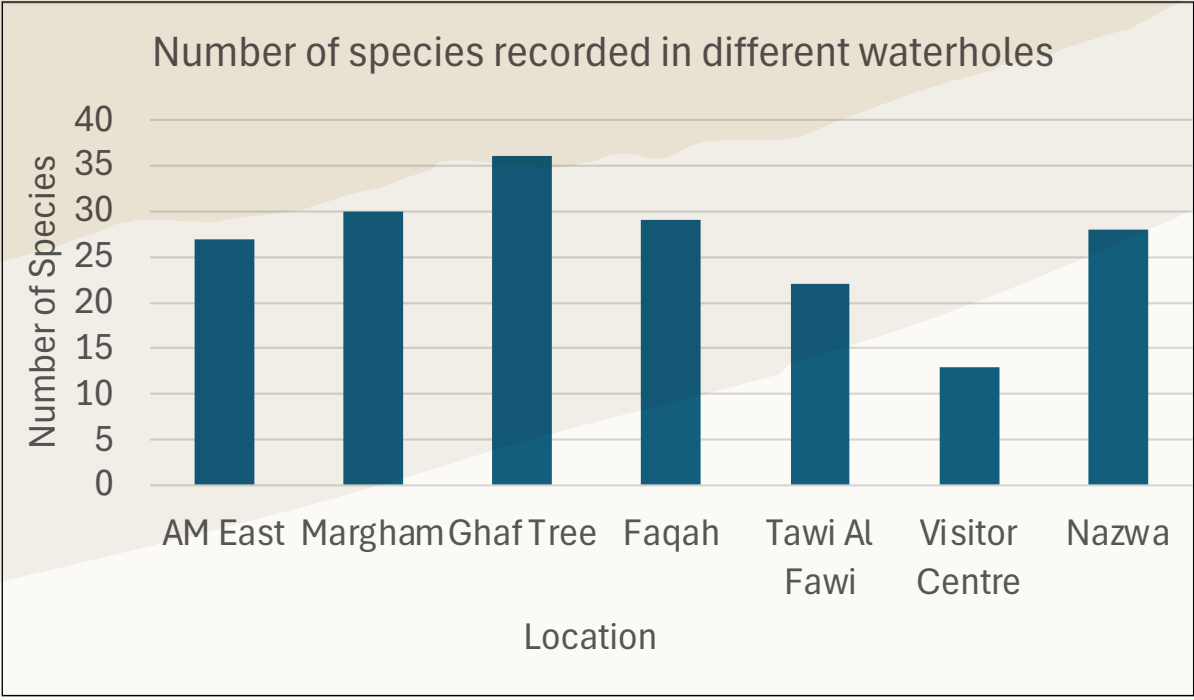 Number of species recorded in different waterholes
Number of Species
40
35
30
25
20
15
10
5
0
AM East Margham Ghaf Tree Faqah Tawi Al Fawi Visitor Centre Nazwa
Location